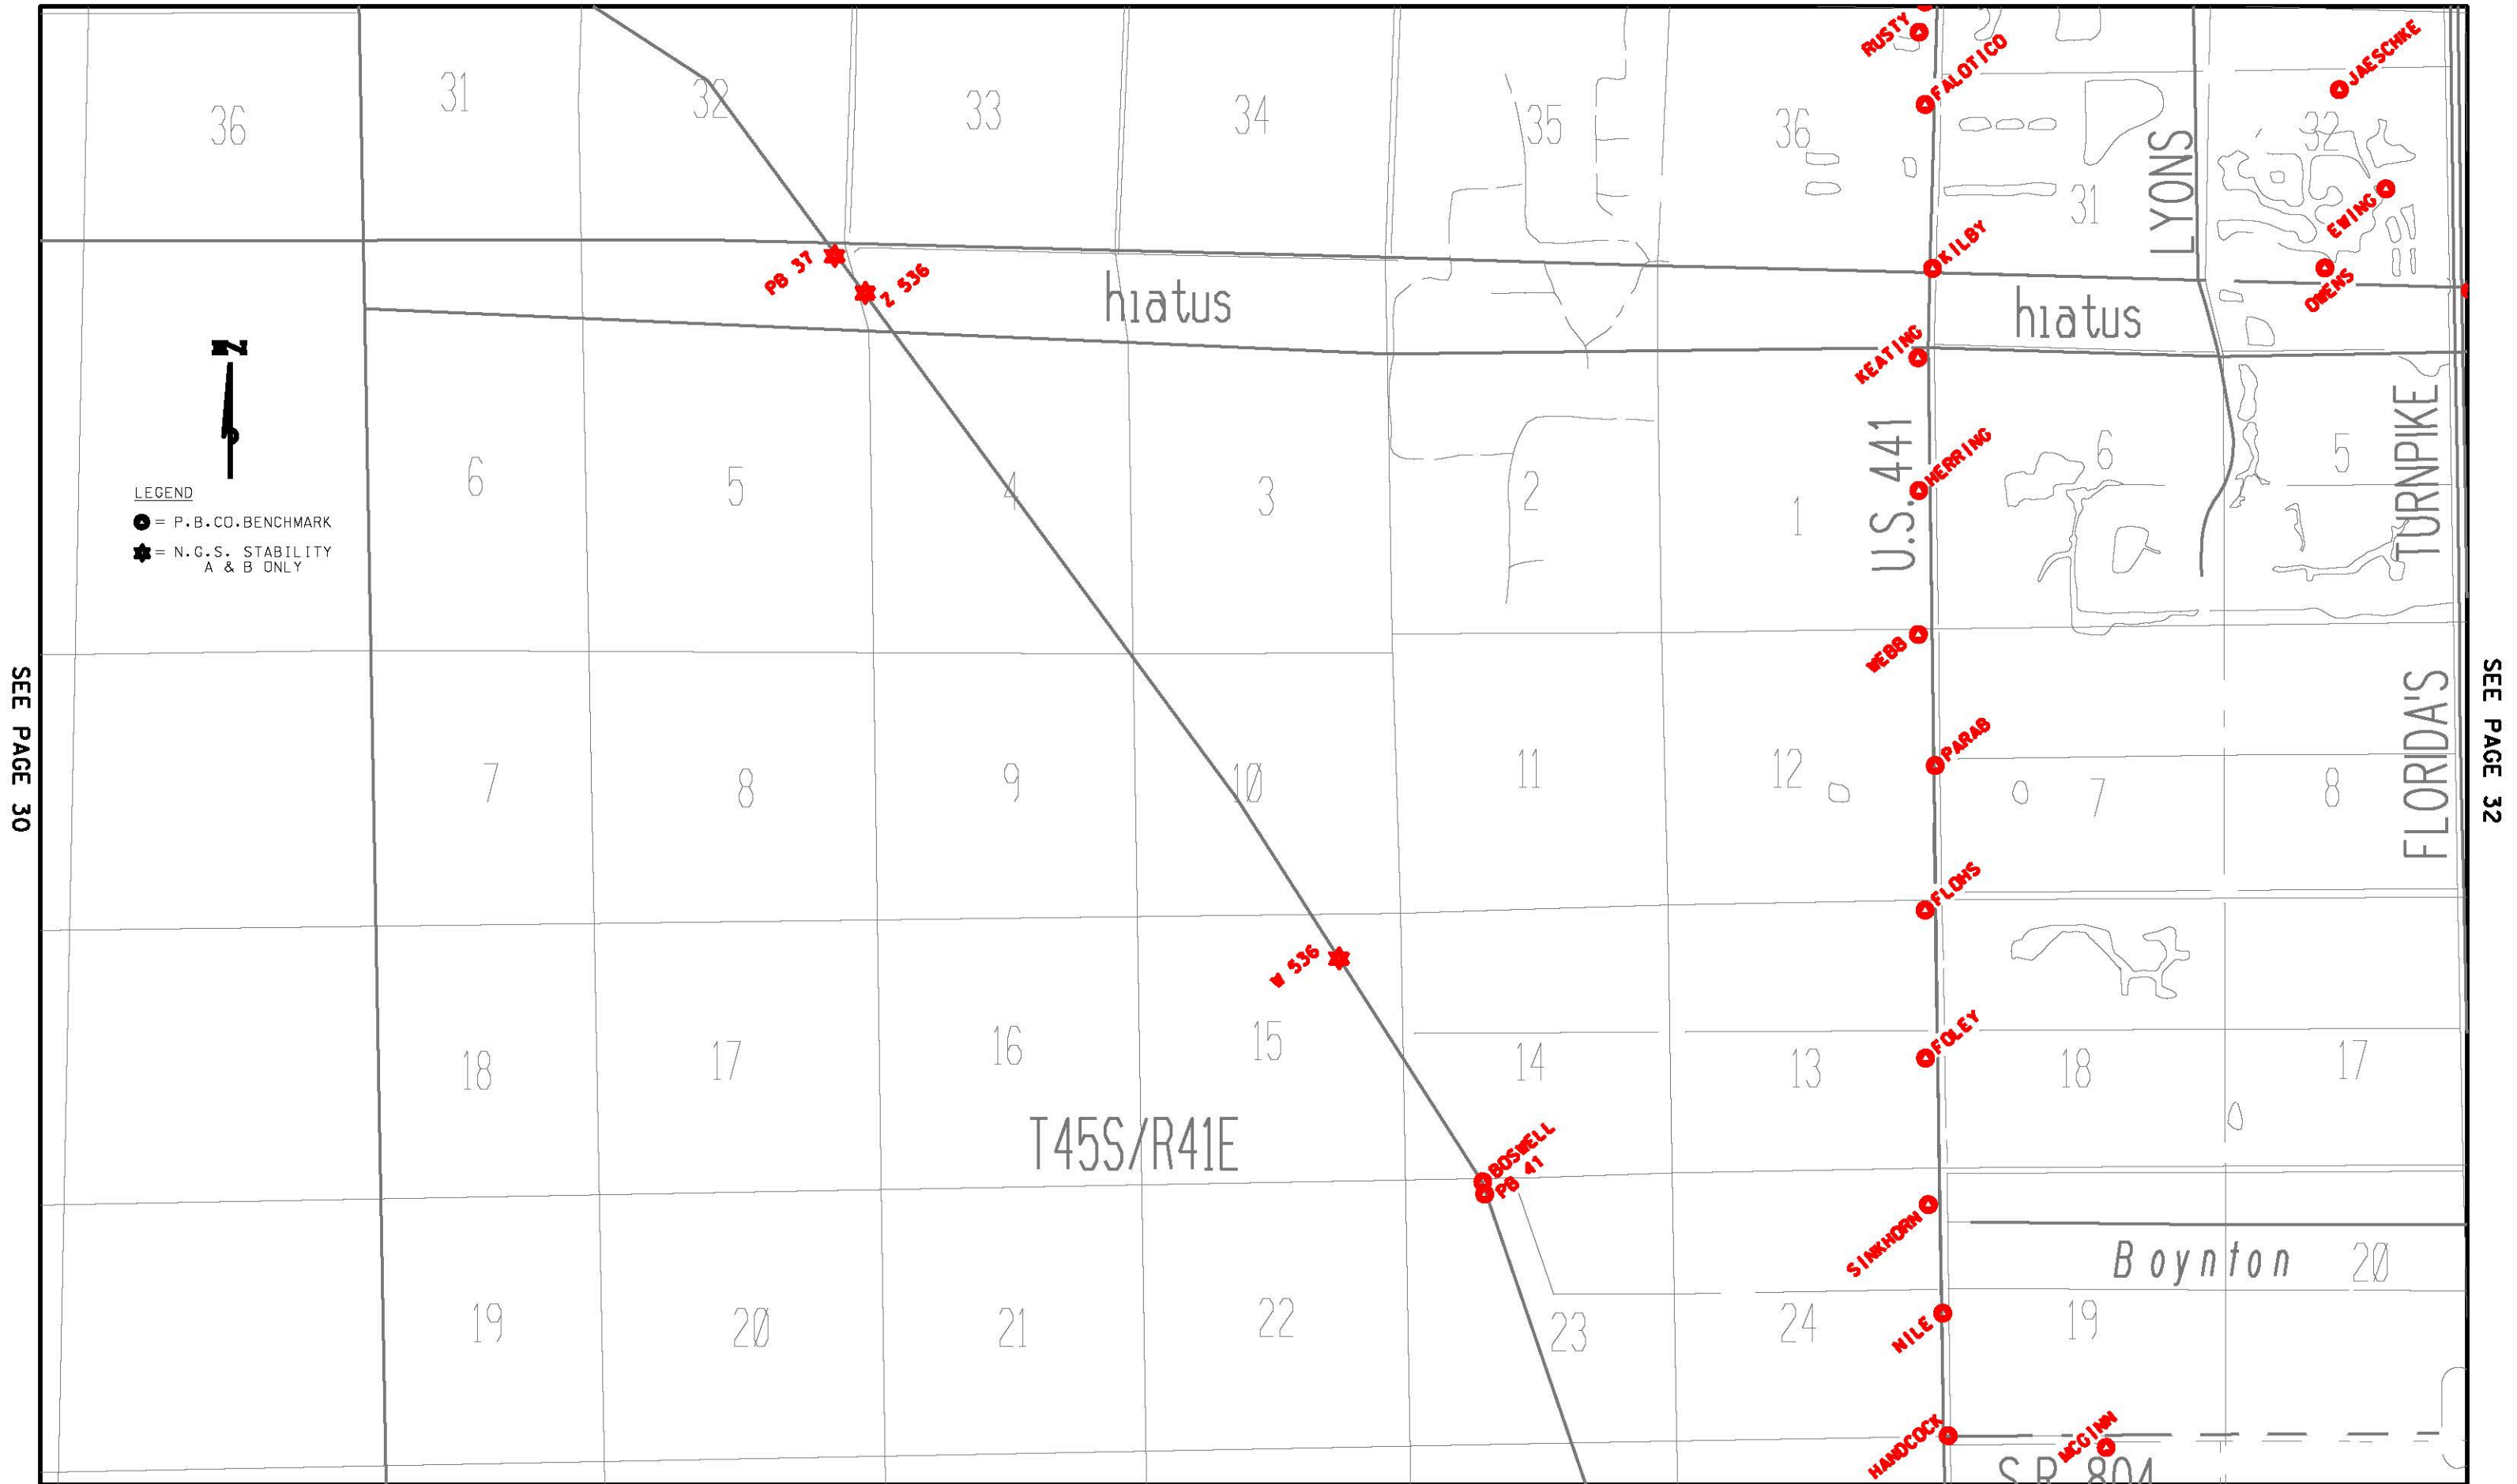 RUSTY
FALOTICO
JAESCHKE
36
31
32
33
34
35
36
LYONS
32
31
EWING
KILBY
OWENS
PB 37
Z 536
hiatus
hiatus
KEATING
N
LEGEND
= P.B.CO.BENCHMARK
= N.G.S. STABILITY
A & B ONLY
6
5
4
3
2
1
U.S. 441
HERRING
6
5
TURNPIKE
WEBB
SEE PAGE 30
SEE PAGE 32
FLORIDA'S
PARAB
7
8
9
10
11
12
7
8
FLOHS
W 536
18
17
16
15
14
13
FOLEY
18
17
T45S/R41E
BOSWELL
PB 41
SINKHORN
Boynton
20
19
20
21
22
23
24
NILE
19
HANDCOCK
MCGINN
S.R. 804